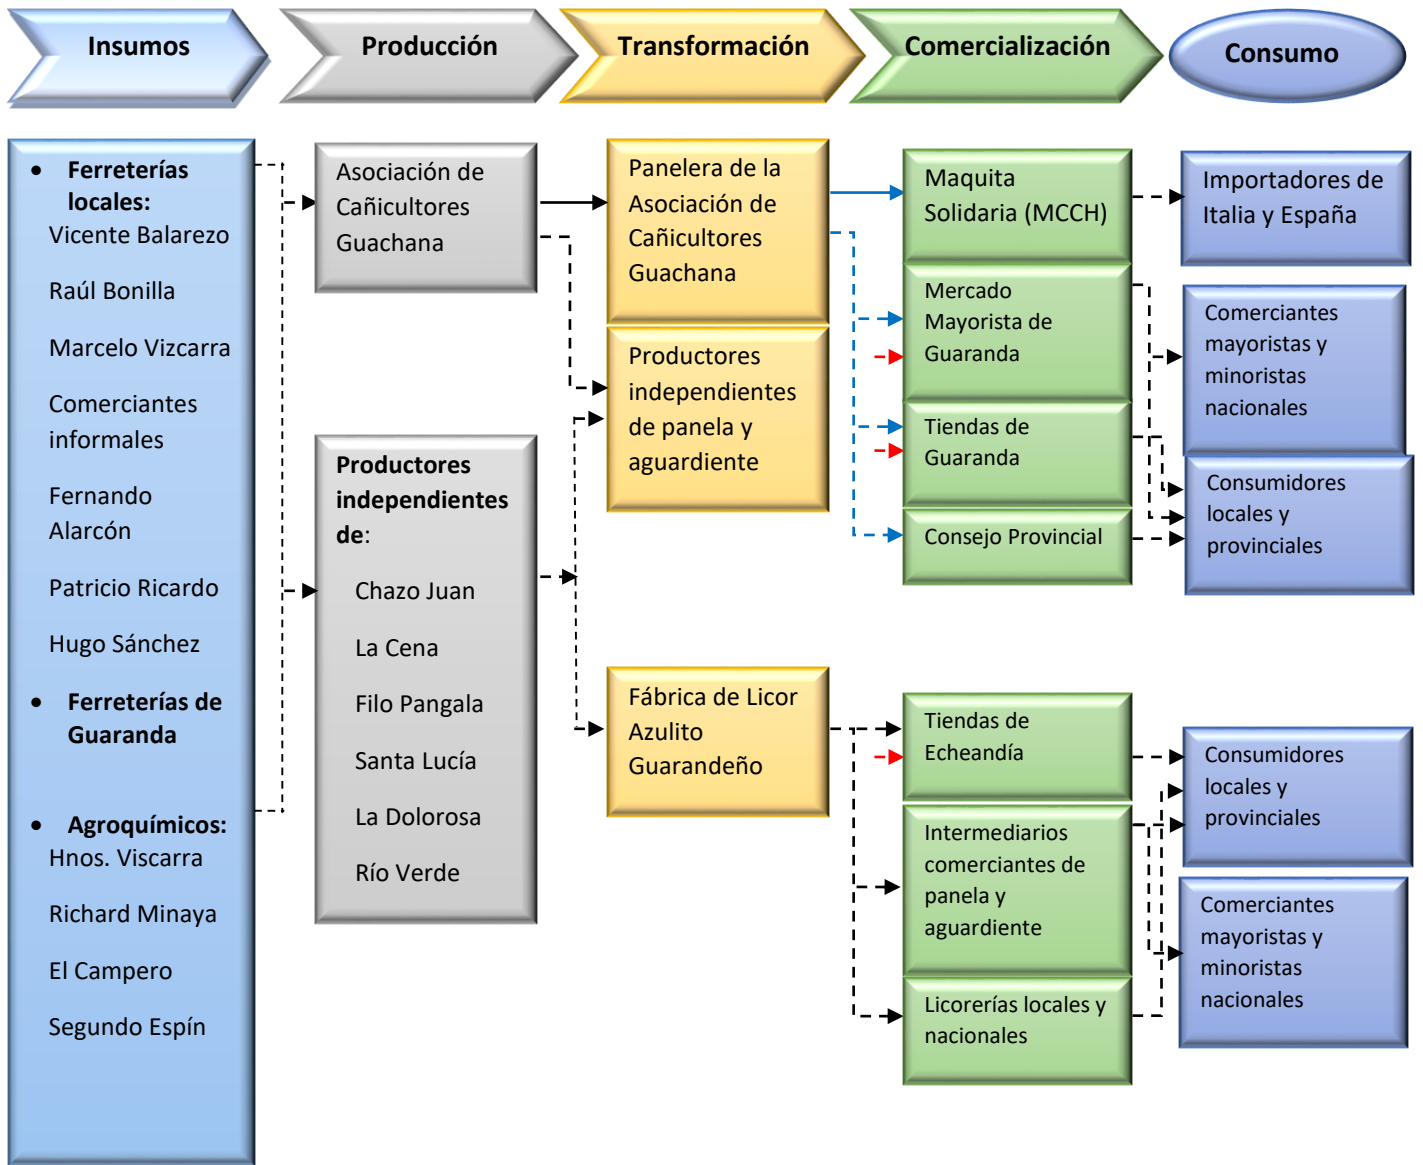 Insumos
Producción
Transformación
Comercialización
Consumo
• Ferreterías
locales:
Vicente Balarezo
Raúl Bonilla
Marcelo Vizcarra
Comerciantes
informales
Fernando
Alarcón
Patricio Ricardo
Hugo Sánchez
• Ferreterías de
Guaranda
• Agroquímicos:
Hnos. Viscarra
Richard Minaya
El Campero
Segundo Espín
Asociación de
Cañicultores
Guachana
Productores
independientes
de:
Chazo Juan
La Cena
Filo Pangala
Santa Lucía
La Dolorosa
Río Verde
Panelera de la
Asociación de
Cañicultores
Guachana
Productores
independientes
de panela y
aguardiente
Fábrica de Licor
Azulito
Guarandeño
Maquita
Solidaria (MCCH)
Mercado
Mayorista de
Guaranda
Tiendas de
Guaranda
Consejo Provincial
Tiendas de
Echeandía
Intermediarios
comerciantes de
panela y
aguardiente
Licorerías locales y
nacionales
Importadores de
Italia y España
Comerciantes
mayoristas y
minoristas
nacionales
Consumidores
locales y
provinciales
Consumidores
locales y
provinciales
Comerciantes
mayoristas y
minoristas
nacionales